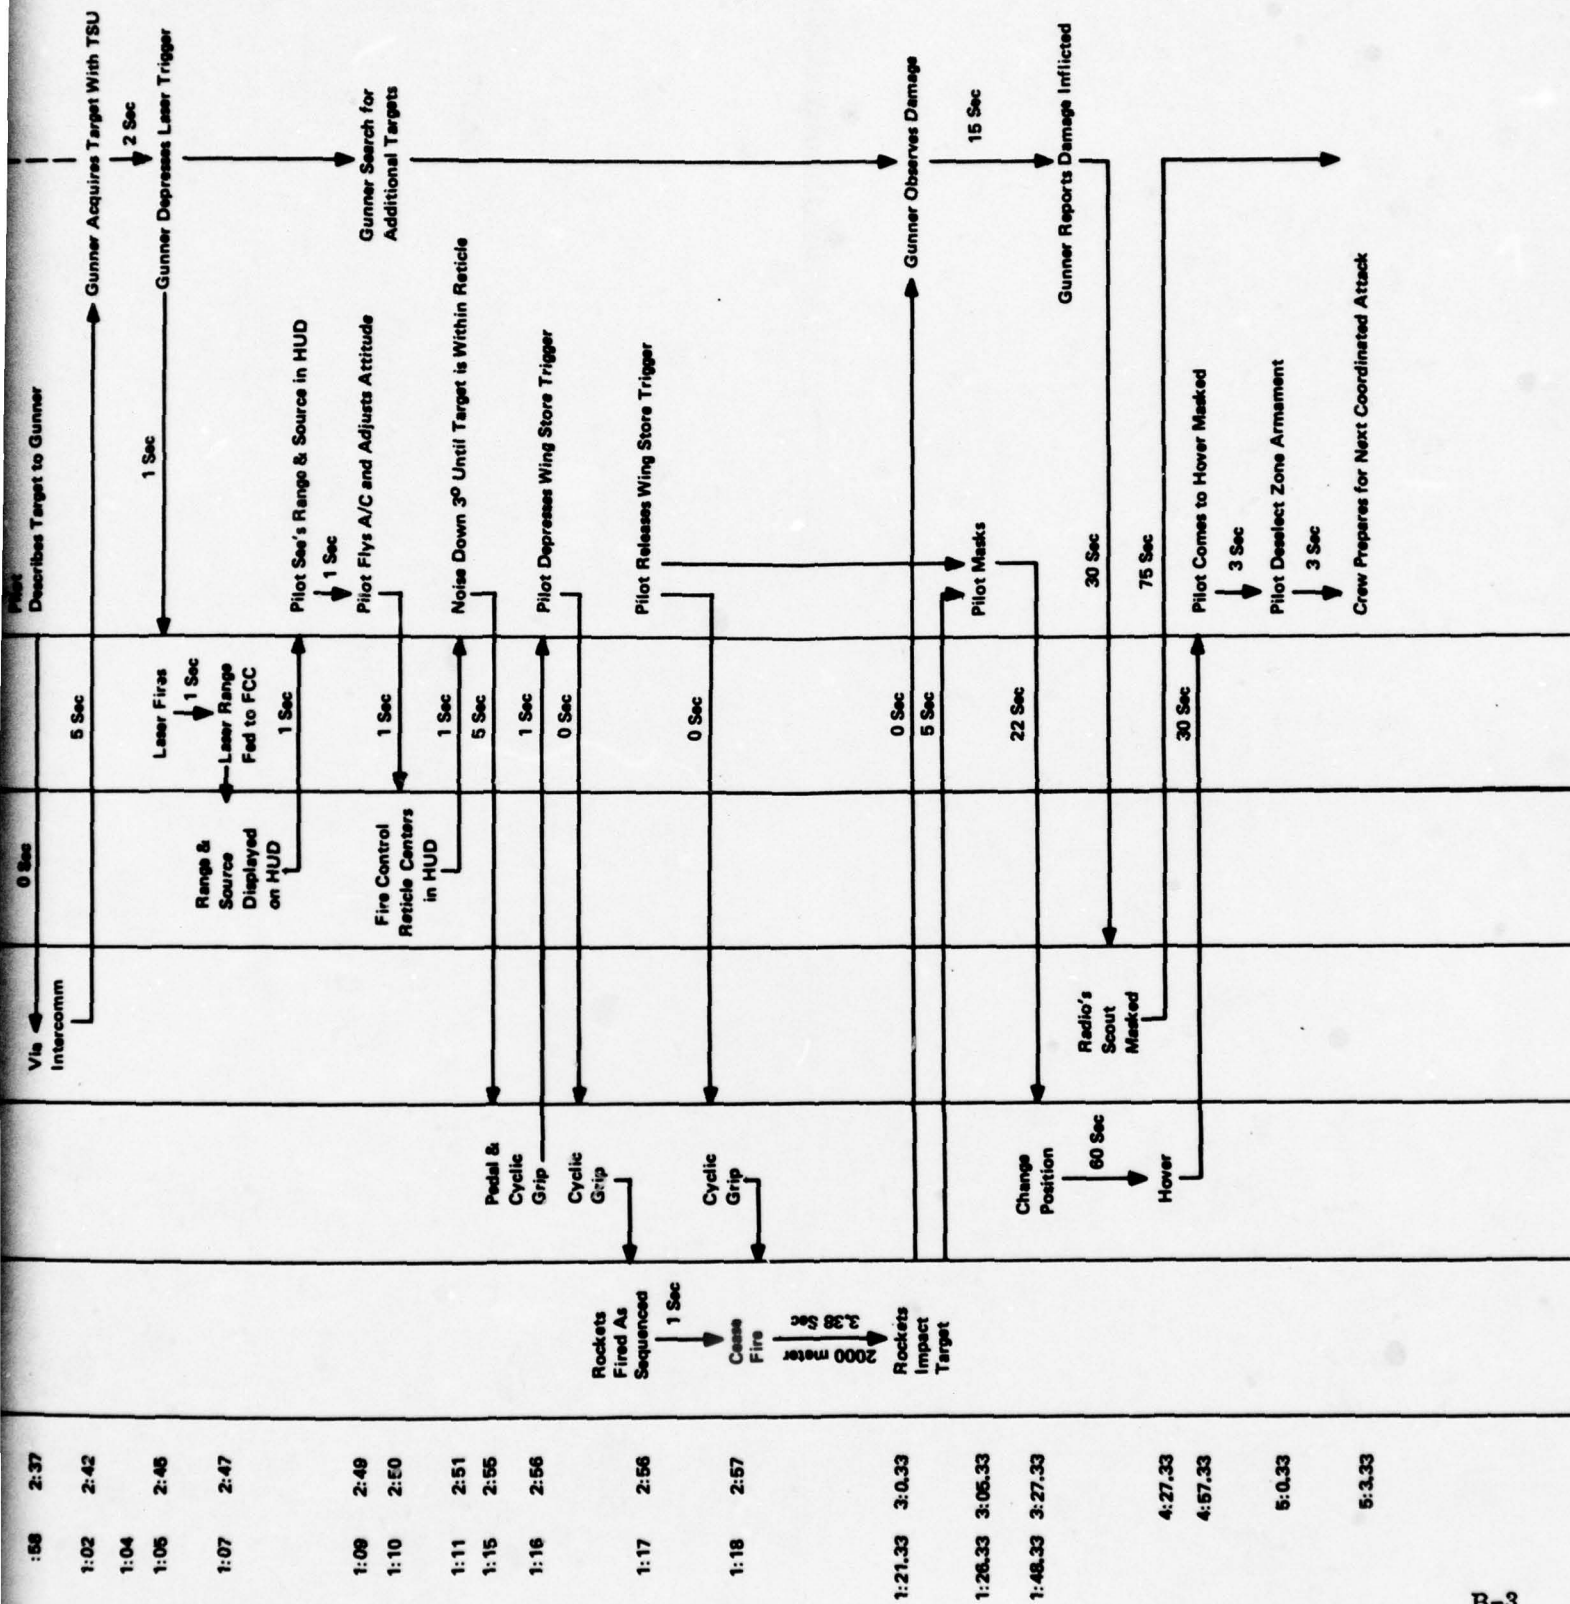 Pilot
Describes Target to Gunner
0 Sec
Via
Intercomm
5 Sec
Gunner Acquires Target With TSU
2 Sec
Gunner Depresses Laser Trigger
1 Sec
Laser Fires
1 Sec
Laser Range
Fed to FCC
Range &
Source
Displayed
on HUD
1 Sec
Pilot See's Range & Source in HUD
1 Sec
Pilot Flys A/C and Adjusts Attitude
Gunner Search for
Additional Targets
1 Sec
Fire Control
Reticle Centers
in HUD
1 Sec
Noise Down 3º Until Target is Within Reticle
5 Sec
Pedal &
Cyclic
Grip
1 Sec
Pilot Depresses Wing Store Trigger
0 Sec
Cyclic
Grip
Rockets
Fired As
Sequenced
1 Sec
Pilot Releases Wing Store Trigger
0 Sec
Cyclic
Grip
Cease
Fire
2000 meter
Sec
Rockets
Impact
Target
0 Sec
Gunner Observes Damage
5 Sec
15 Sec
Pilot Masks
22 Sec
Change
Position
60 Sec
Hover
Gunner Reports Damage Inflicted
30 Sec
Radio's
Scout
Masked
75 Sec
30 Sec
Pilot Comes to Hover Masked
3 Sec
Pilot Deselect Zone Armament
3 Sec
Crew Prepares for Next Coordinated Attack
:58 2:37
1:02 2:42
1:04
1:05 2:45
1:07 2:47
1:09 2:49
1:10 2:50
1:11 2:51
1:15 2:55
1:16 2:56
1:17 2:56
1:18 2:57
1:21.33 3:0.33
1:26.33 3:05.33
1:48.33 3:27.33
4:27.33
4:57.33
5:0.33
5:3.33
B-3